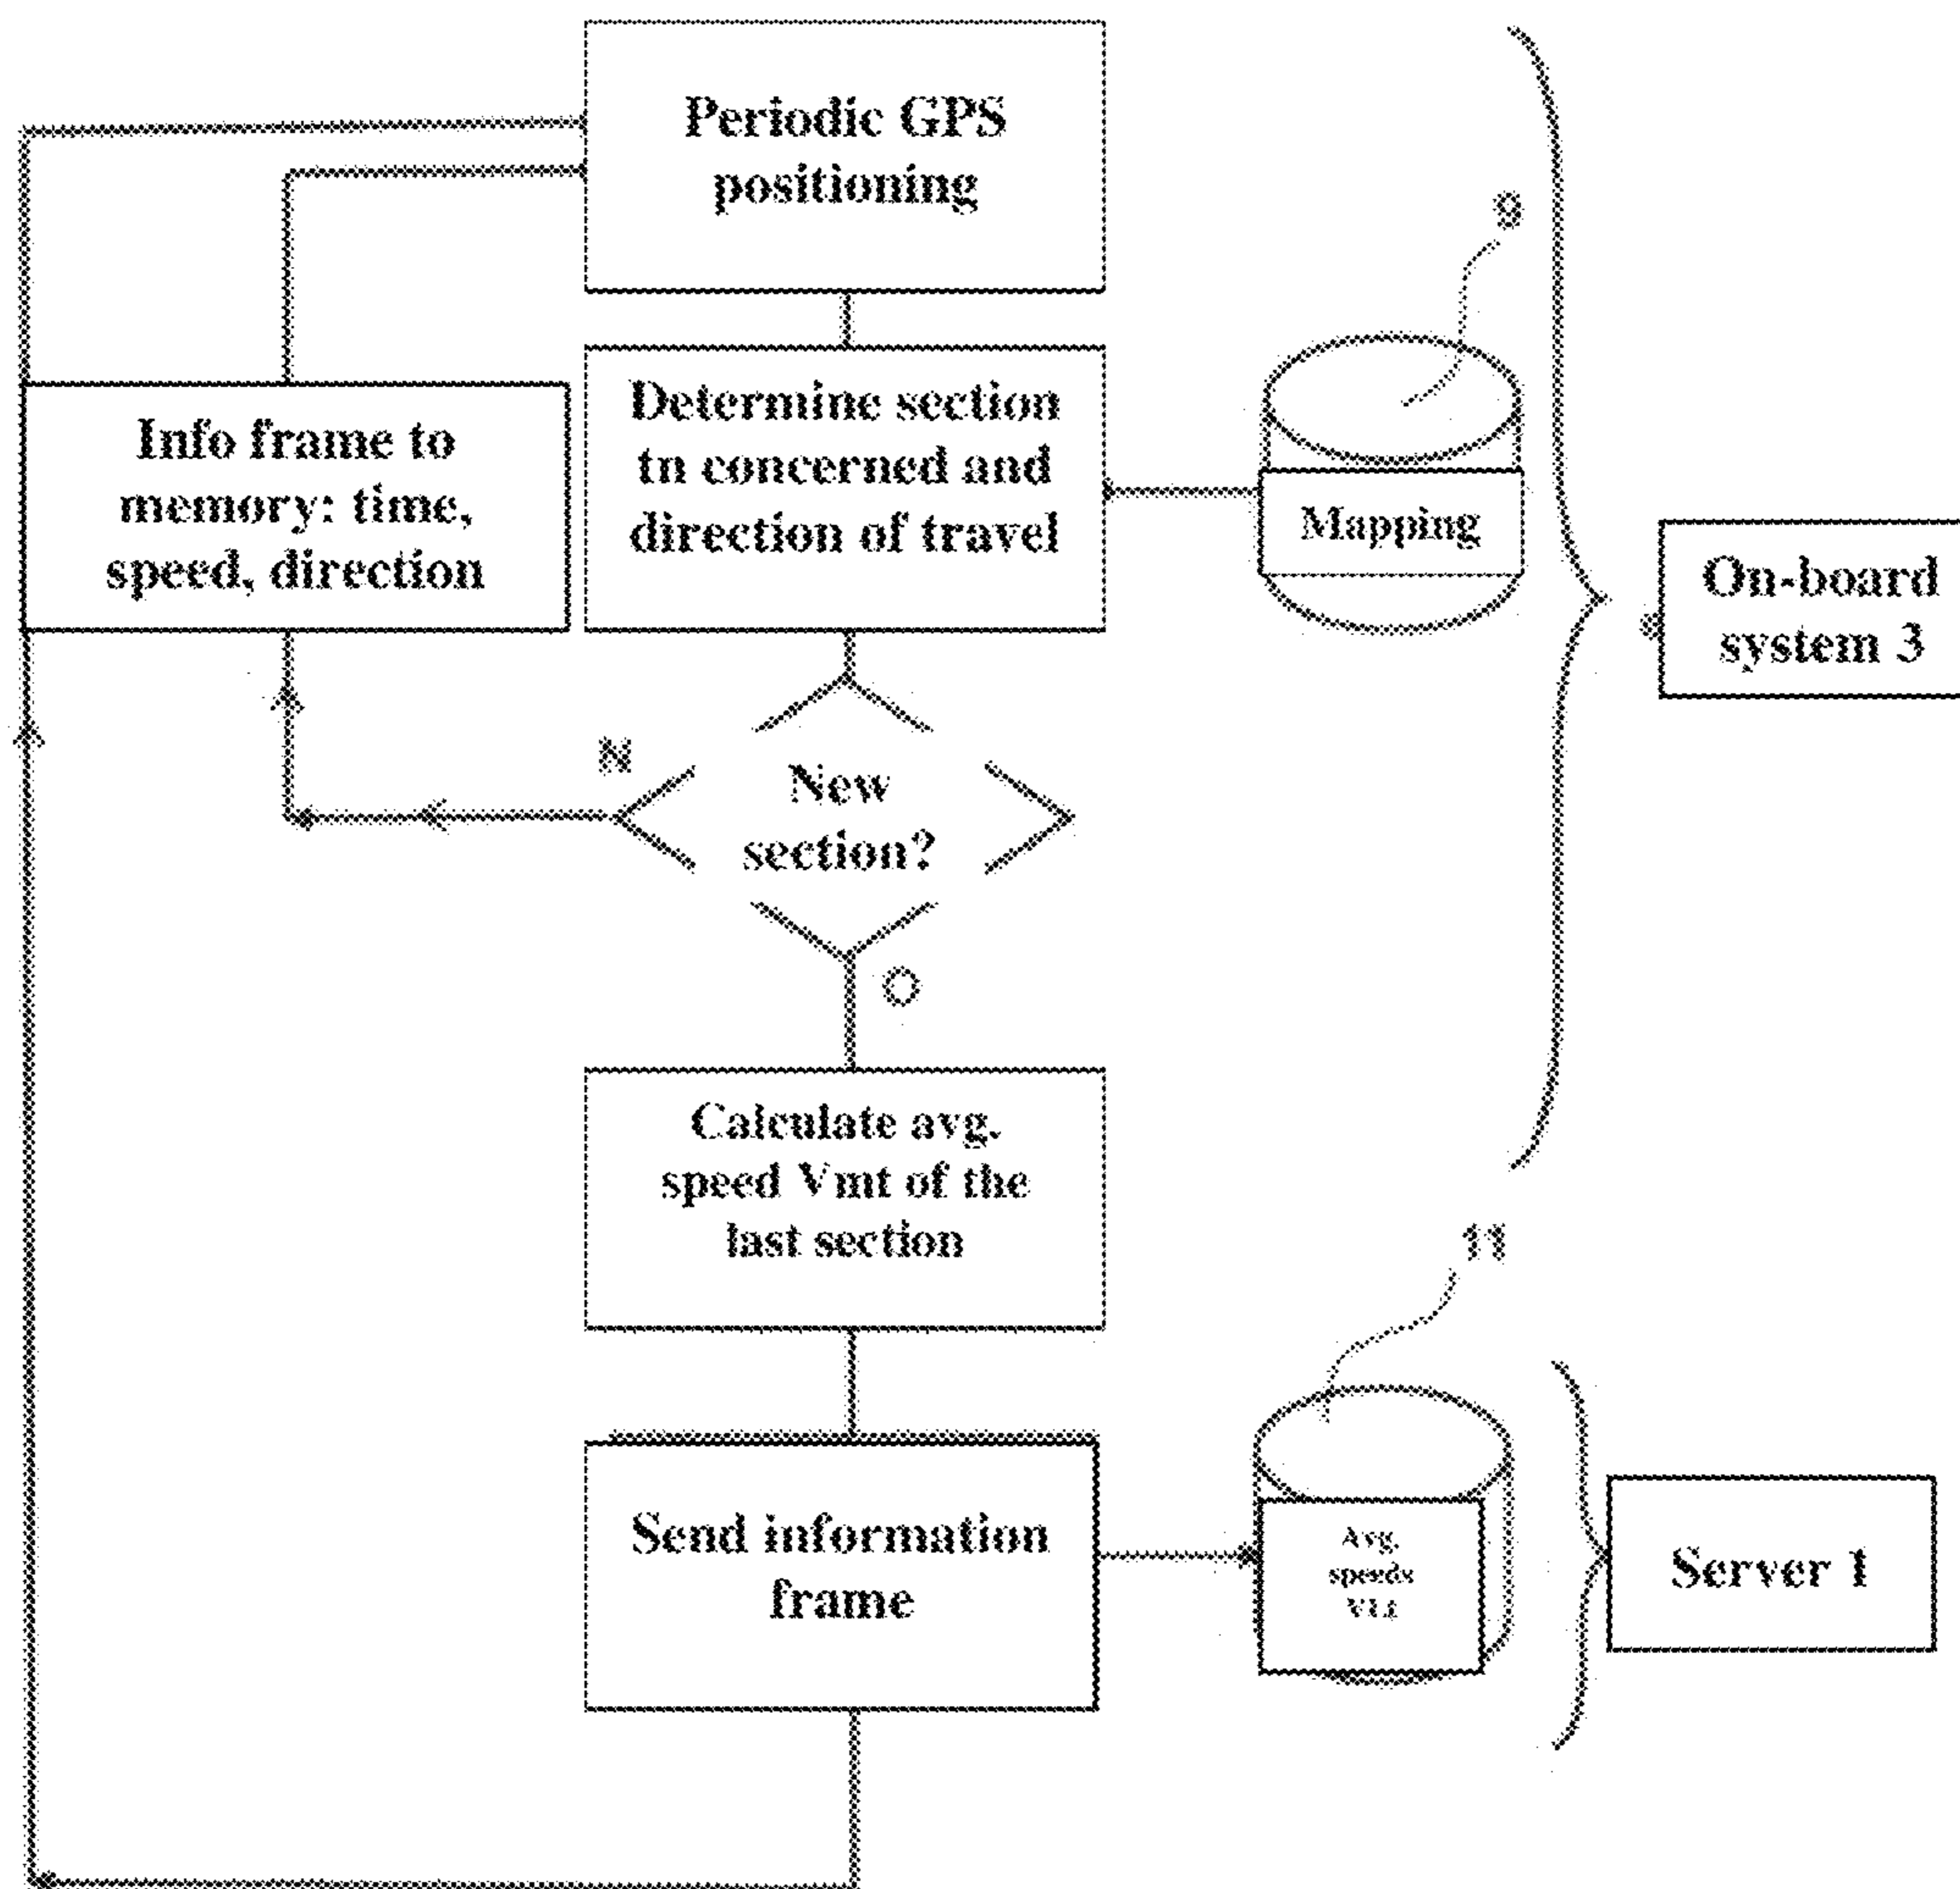 Periodic GPS
positioning
9
Info frame to
memory: time,
speed, direction
Determine section
tn concerned and
direction of travel
Mapping
On-board
system 3
N
New
section?
O
Calculate avg.
speed Vmt of the
last section
11
Send information
frame
Avg.
speeds
Server 1